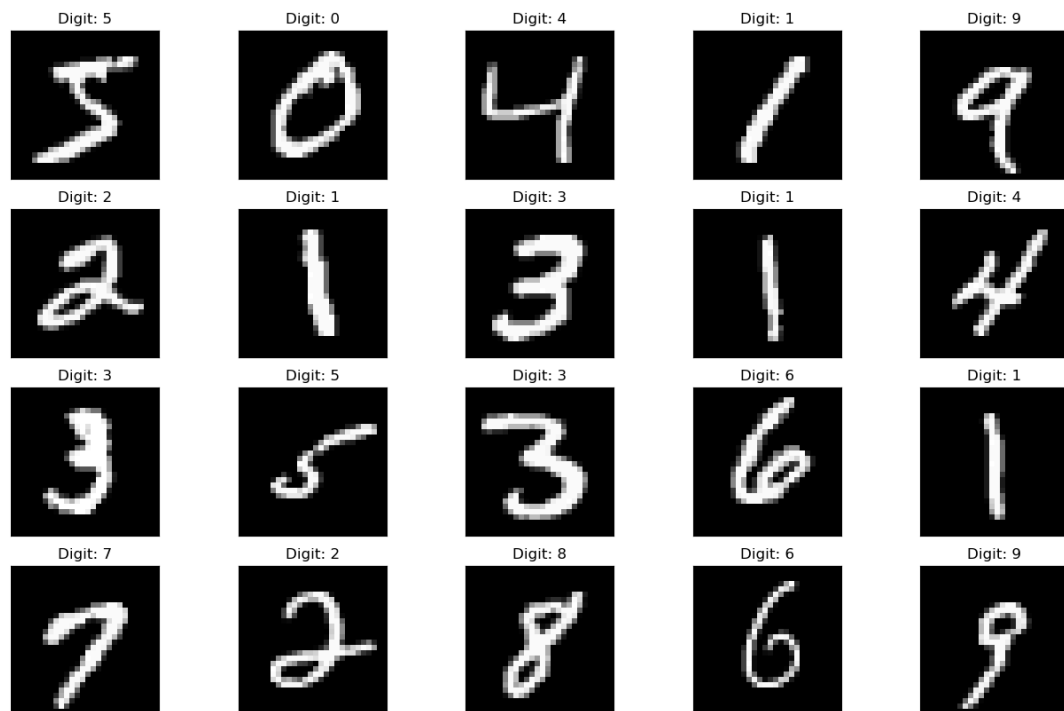 Digit: 5 Digit: 0 Digit: 4 Digit: 1 Digit: 9
5 0 4 1 9
Digit: 2 Digit: 1 Digit: 3 Digit: 1 Digit: 4
2 1 3 1 4
Digit: 3 Digit: 5 Digit: 3 Digit: 6 Digit: 1
3 5 3 6 1
Digit: 7 Digit: 2 Digit: 8 Digit: 6 Digit: 9
7 2 8 6 9